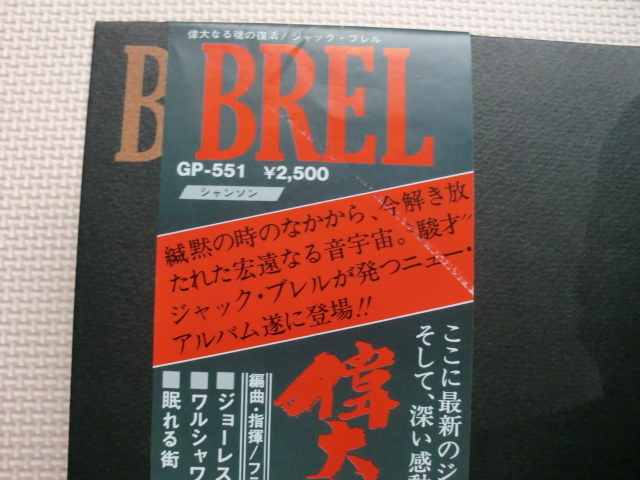 偉大なる魂の復活/ジャック・ブレル
BREL
B
GP-551 ¥2,500
シャンソン
緘黙の時のなかから、今解き放
たれた宏遠なる音宇宙。〝駿才〟
ジャック・ブレルが発つニュー・
アルバム遂に登場!!
ここに最新のジ
そして、深い感動
偉大
編曲・指揮/フラ
■ジョーレス
■ワルシャワ
■眠れる街